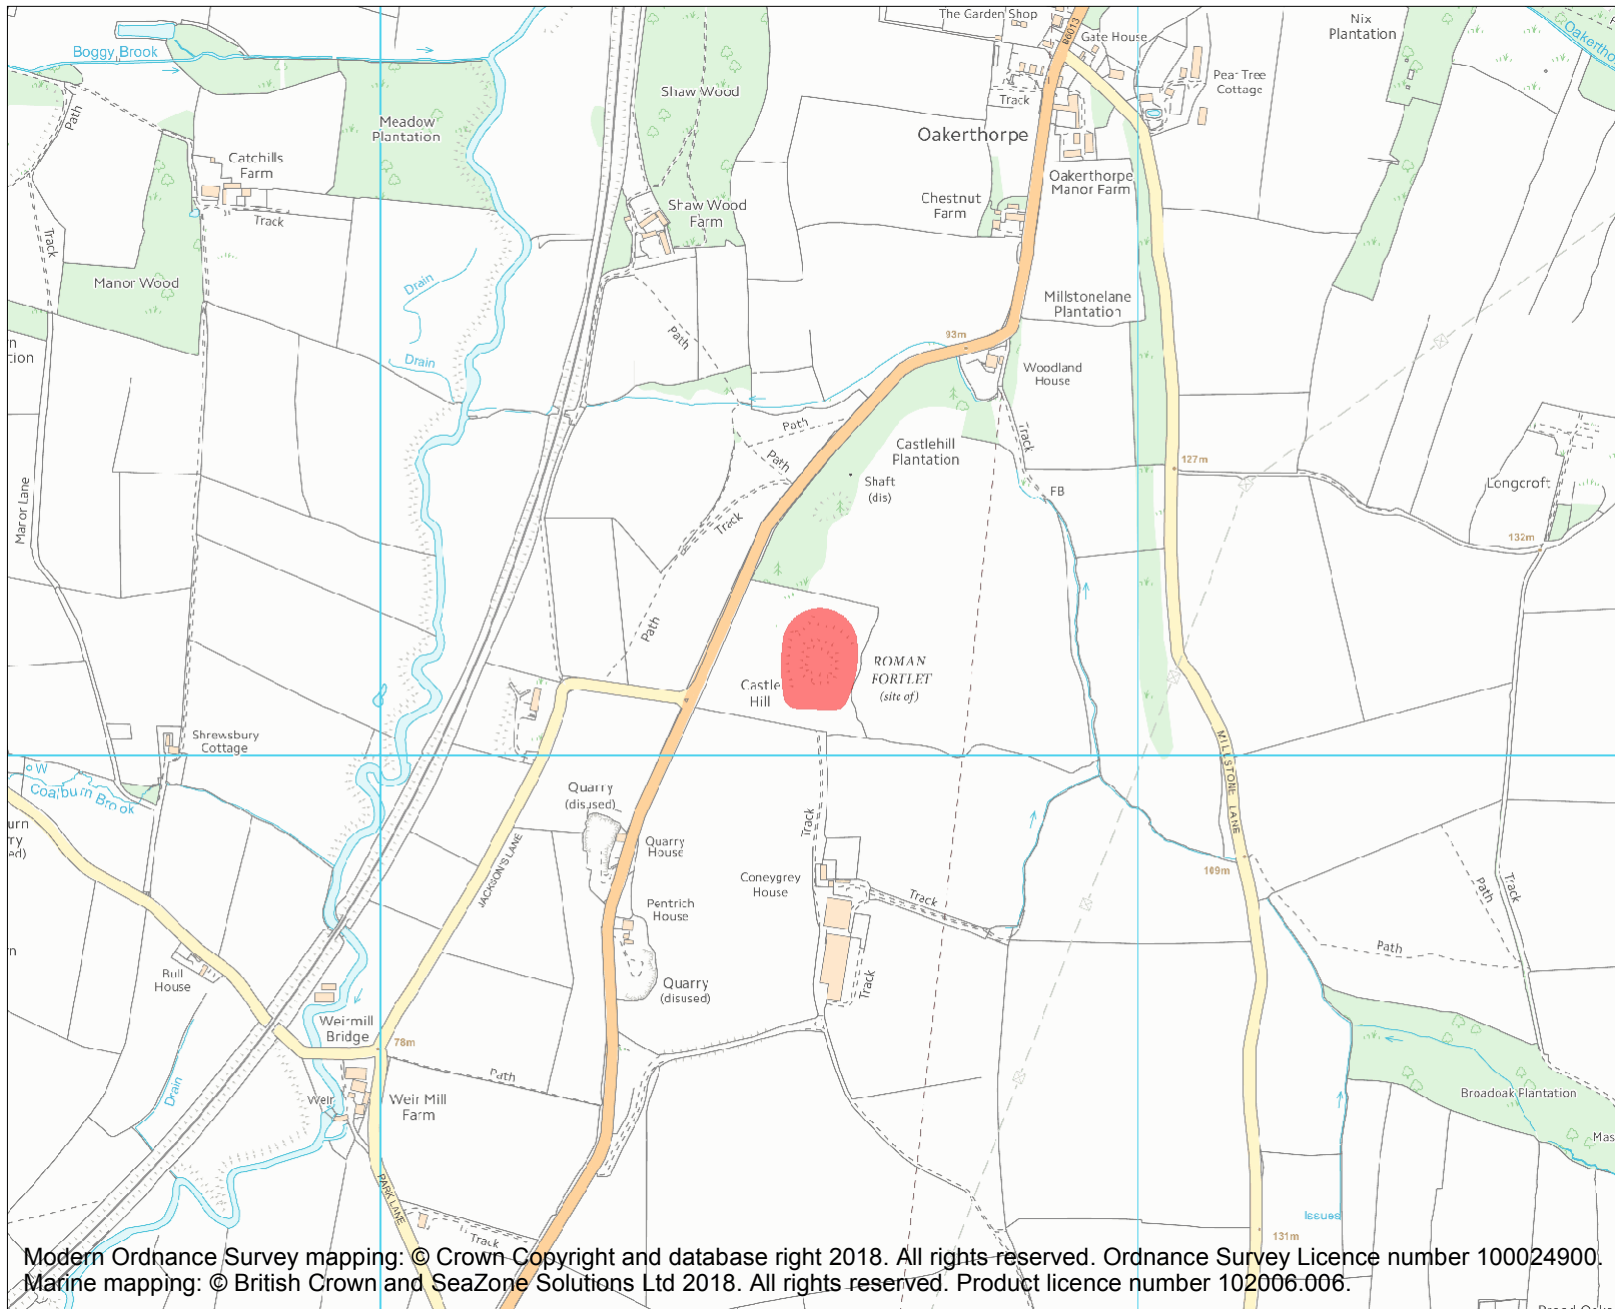 The Garden Shop
B6013
Gate House
Nix
Plantation
Boggy Brook
Pear Tree
Cottage
Path
Shaw Wood
Track
Meadow
Plantation
Oakerthorpe
Catchills
Farm
Oakerthorpe
Manor Farm
Track
Shaw Wood
Farm
Chestnut
Farm
Track
Manor Wood
Drain
Millstonelane
Plantation
Path
93m
Drain
Woodland
House
Path
Track
Castlehill
Plantation
Path
127m
Shaft
(dis)
FB
Longcroft
Manor Lane
Track
132m
Path
ROMAN
FORTLET
(site of)
Castle
Hill
Shrewsbury
Cottage
W
Coalburn Brook
MILLSTONE LANE
Quarry
(disused)
Track
JACKSON'S LANE
Quarry
House
Coneygrey
House
109m
Track
Path
Track
Pentrich
House
Path
Bull
House
Quarry
(disused)
Track
Weirmill
Bridge
78m
Path
Drain
Weir
Weir Mill
Farm
Broadoak Plantation
Mas
PARK LANE
Issues
Track
131m
Modern Ordnance Survey mapping: © Crown Copyright and database right 2018. All rights reserved. Ordnance Survey Licence number 100024900.
Marine mapping: © British Crown and SeaZone Solutions Ltd 2018. All rights reserved. Product licence number 102006.006.